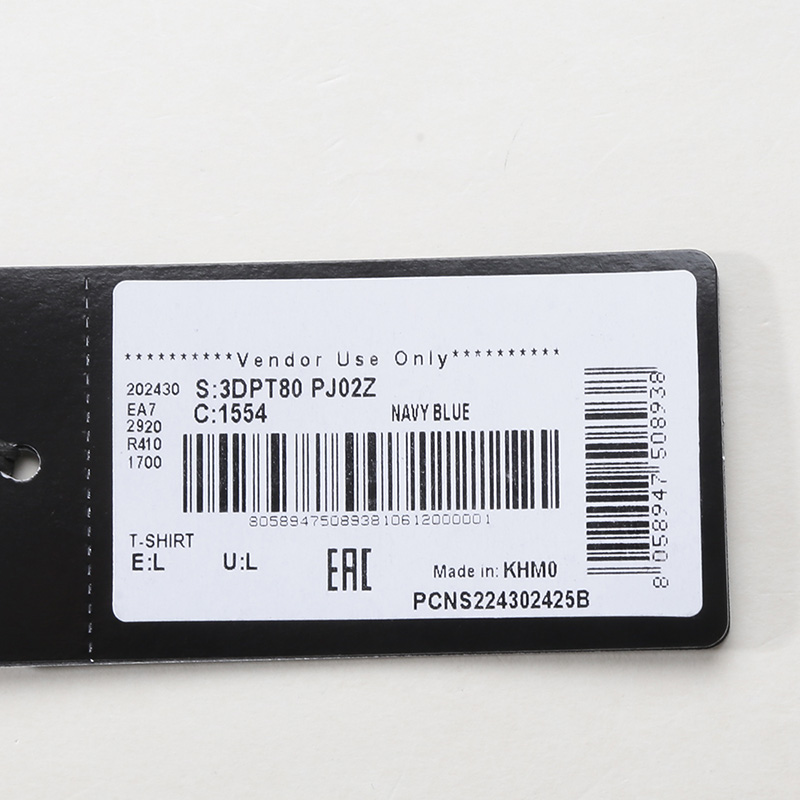 **********Vendor Use Only**********
202430 S:3DPT80 PJ02Z
EA7 C:1554 NAVY BLUE
2920
R410
1700
805894750893810612000001
T-SHIRT
E:L U:L EAC Made in: KHM0
PCNS224302425B
8 058947 508938